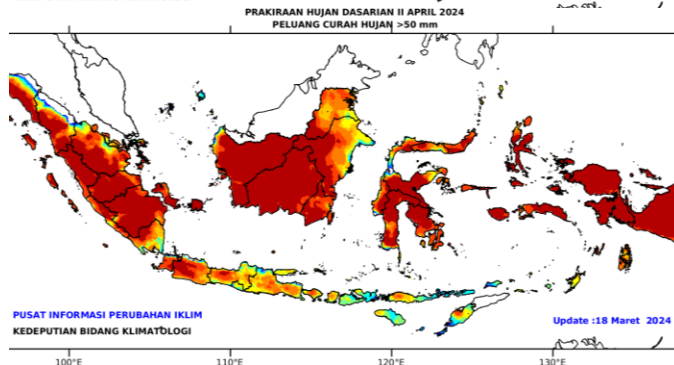 PRAKIRAAN HUJAN DASARIAN II APRIL 2024
PELUANG CURAH HUJAN >50 mm
PUSAT INFORMASI PERUBAHAN IKLIM
KEDEPUTIAN BIDANG KLIMATOLOGI
Update :18 Maret 2024
100°E 110°E 120°E 130°E